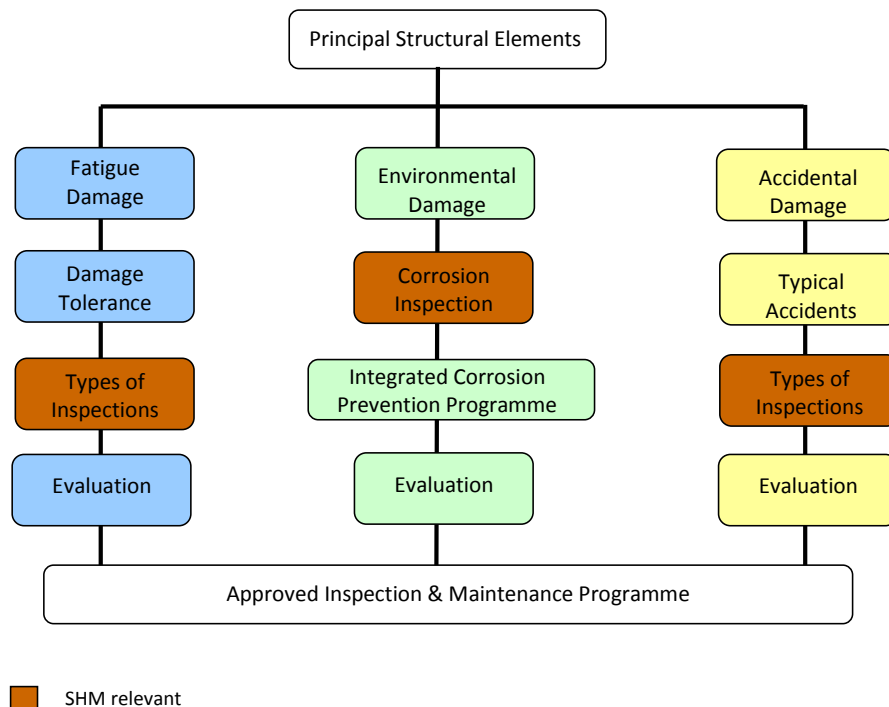 Principal Structural Elements
Fatigue
Damage
Environmental
Damage
Accidental
Damage
Damage
Tolerance
Corrosion
Inspection
Typical
Accidents
Types of
Inspections
Integrated Corrosion
Prevention Programme
Types of
Inspections
Evaluation
Evaluation
Evaluation
Approved Inspection & Maintenance Programme
SHM relevant